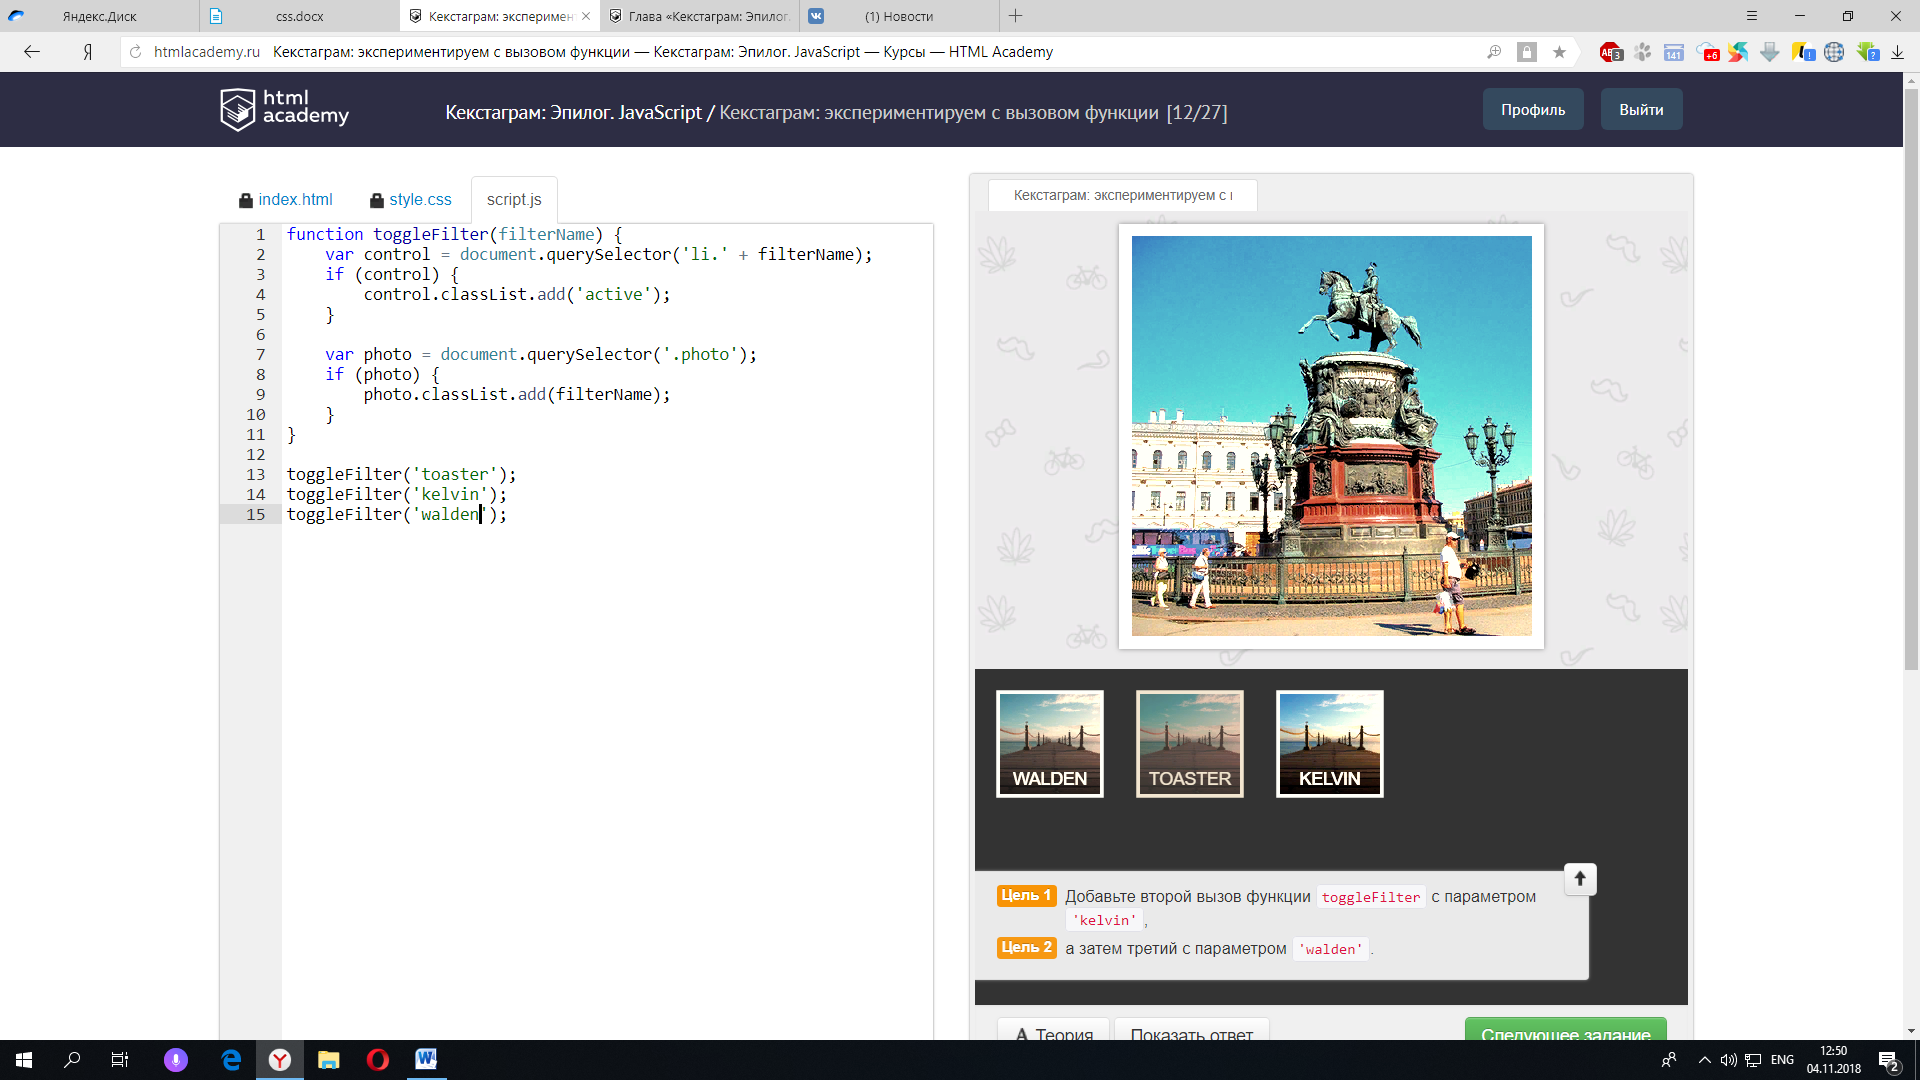 Яндекс.Диск
css.docx
Кекстаграм: эксперимен
Глава «Кекстаграм: Эпилог.
(1) Новости
Я
htmlacademy.ru Кекстаграм: экспериментируем с вызовом функции — Кекстаграм: Эпилог. JavaScript — Курсы — HTML Academy
3
141
+6
!
?
html
academy
Кекстаграм: Эпилог. JavaScript / Кекстаграм: экспериментируем с вызовом функции [12/27]
Профиль
Выйти
index.html
style.css
script.js
1 function toggleFilter(filterName) {
2 var control = document.querySelector('li.' + filterName);
3 if (control) {
4 control.classList.add('active');
5 }
6
7 var photo = document.querySelector('.photo');
8 if (photo) {
9 photo.classList.add(filterName);
10 }
11 }
12
13 toggleFilter('toaster');
14 toggleFilter('kelvin');
15 toggleFilter('walden');
Кекстаграм: экспериментируем с
WALDEN
TOASTER
KELVIN
Цель 1 Добавьте второй вызов функции toggleFilter с параметром
'kelvin',
Цель 2 а затем третий с параметром 'walden'.
Теория
Показать ответ
Следующее задание
ENG
12:50
04.11.2018
2